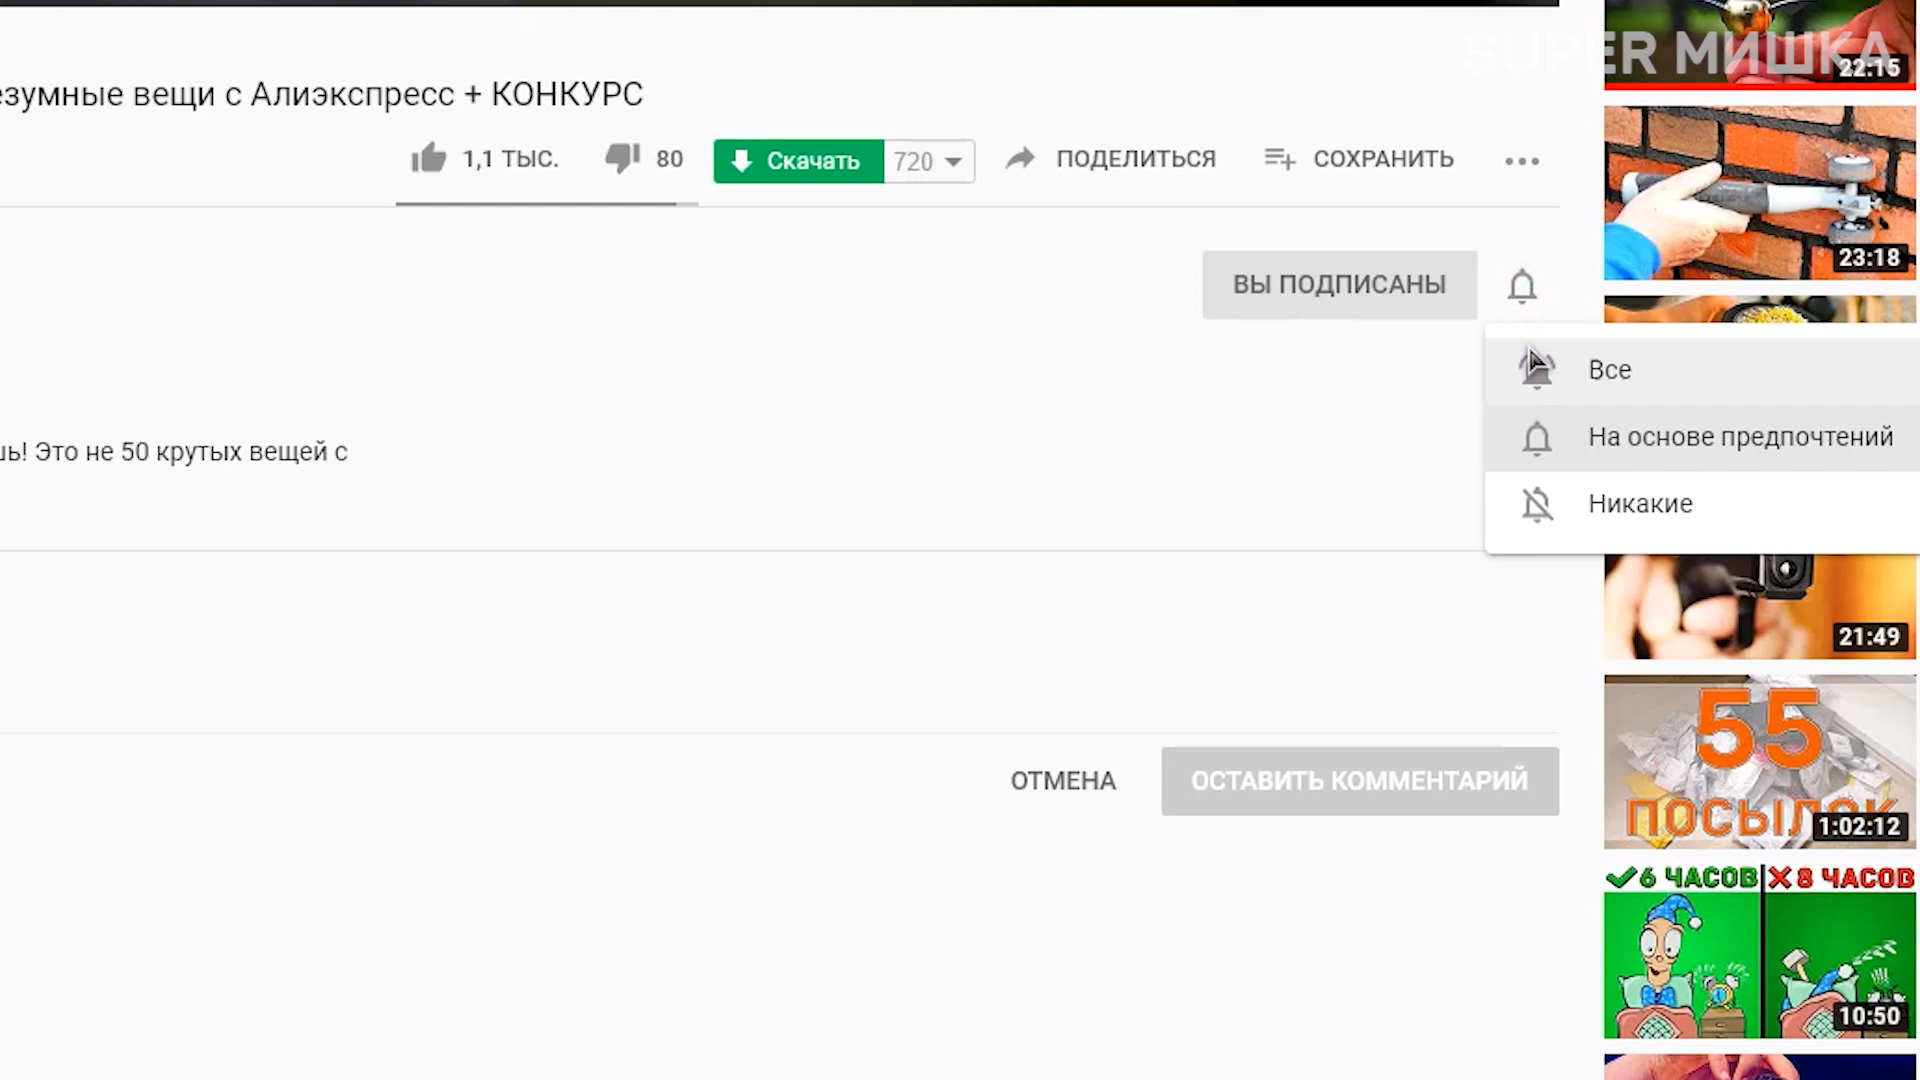 SUPER МИШКА
22:15
КОНКУРС
вещи с Алиэкспресс +
1,1 ТЫС.
80
Скачать
720
ПОДЕЛИТЬСЯ
СОХРАНИТЬ
23:18
ВЫ ПОДПИСАНЫ
Все
На основе предпочтений
Никакие
Это не 50 крутых вещей с
21:49
55
ПОСЫЛОК
1:02:12
ОТМЕНА
ОСТАВИТЬ КОММЕНТАРИЙ
6 ЧАСОВ
8 ЧАСОВ
10:50